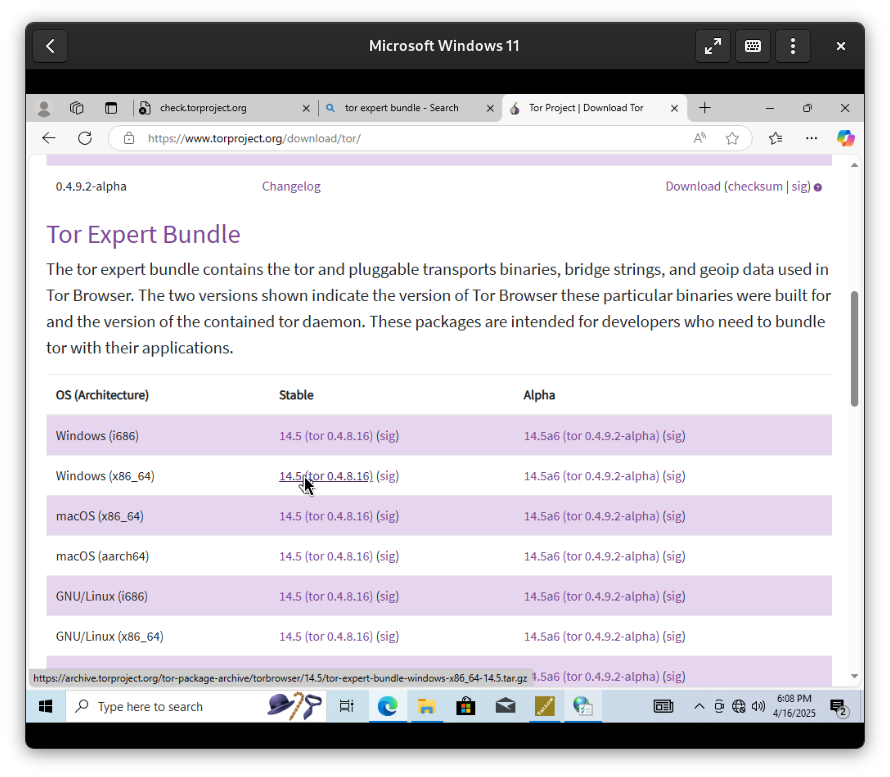 Microsoft Windows 11
check.torproject.org
tor expert bundle - Search
Tor Project | Download Tor
https://www.torproject.org/download/tor/
0.4.9.2-alpha Changelog Download (checksum | sig) ?
Tor Expert Bundle
The tor expert bundle contains the tor and pluggable transports binaries, bridge strings, and geoip data used in
Tor Browser. The two versions shown indicate the version of Tor Browser these particular binaries were built for
and the version of the contained tor daemon. These packages are intended for developers who need to bundle
tor with their applications.
OS (Architecture) Stable Alpha
Windows (i686) 14.5 (tor 0.4.8.16) (sig) 14.5a6 (tor 0.4.9.2-alpha) (sig)
Windows (x86_64) 14.5 (tor 0.4.8.16) (sig) 14.5a6 (tor 0.4.9.2-alpha) (sig)
macOS (x86_64) 14.5 (tor 0.4.8.16) (sig) 14.5a6 (tor 0.4.9.2-alpha) (sig)
macOS (aarch64) 14.5 (tor 0.4.8.16) (sig) 14.5a6 (tor 0.4.9.2-alpha) (sig)
GNU/Linux (i686) 14.5 (tor 0.4.8.16) (sig) 14.5a6 (tor 0.4.9.2-alpha) (sig)
GNU/Linux (x86_64) 14.5 (tor 0.4.8.16) (sig) 14.5a6 (tor 0.4.9.2-alpha) (sig)
https://archive.torproject.org/tor-package-archive/torbrowser/14.5/tor-expert-bundle-windows-x86_64-14.5.tar.gz 4.5a6 (tor 0.4.9.2-alpha) (sig)
Type here to search
6:08 PM
4/16/2025
2